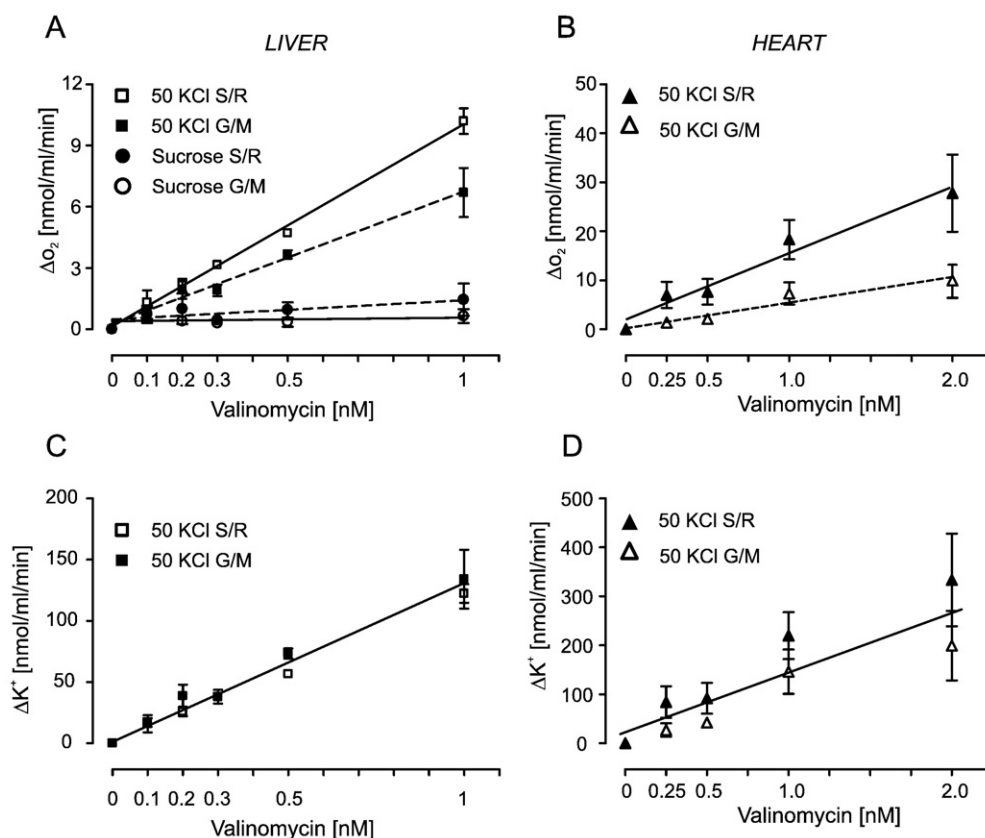 A
LIVER
12
9
6
3
0
Δo₂ [nmol/ml/min]
50 KCl S/R
50 KCl G/M
Sucrose S/R
Sucrose G/M
0 0.1 0.2 0.3 0.5 1
Valinomycin [nM]
B
HEART
50
40
30
20
10
0
Δo₂ [nmol/ml/min]
50 KCl S/R
50 KCl G/M
0 0.25 0.5 1.0 2.0
Valinomycin [nM]
C
200
150
100
50
0
ΔK⁺ [nmol/ml/min]
50 KCl S/R
50 KCl G/M
0 0.1 0.2 0.3 0.5 1
Valinomycin [nM]
D
500
400
300
200
100
0
ΔK⁺ [nmol/ml/min]
50 KCl S/R
50 KCl G/M
0 0.25 0.5 1.0 2.0
Valinomycin [nM]